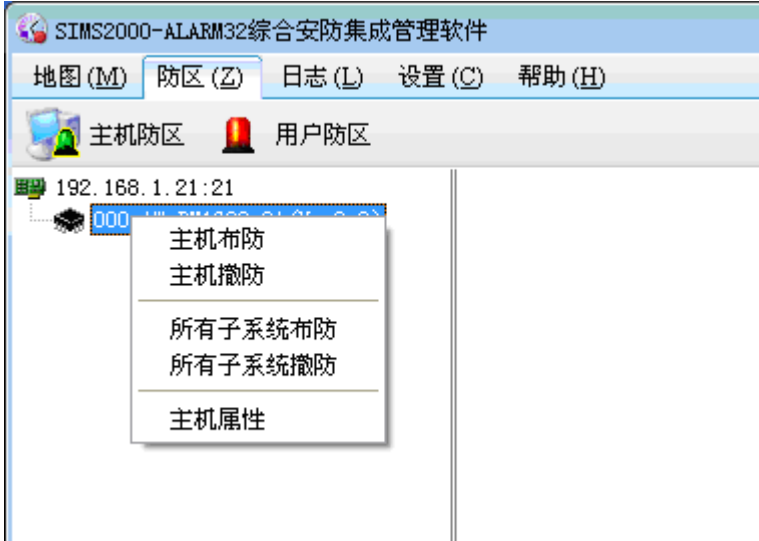 SIMS2000-ALARM32综合安防集成管理软件
地图(M) 防区(Z) 日志(L) 设置(C) 帮助(H)
主机防区 用户防区
192.168.1.21:21
000
主机布防
主机撤防
所有子系统布防
所有子系统撤防
主机属性